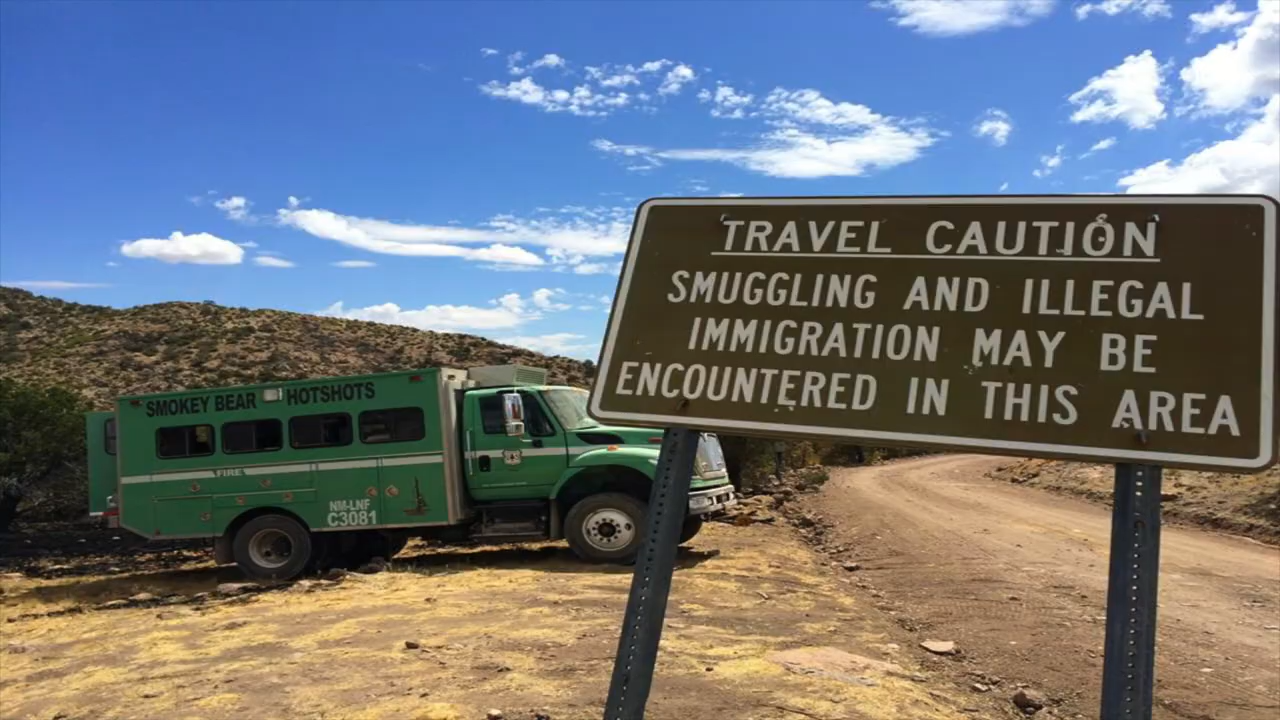 TRAVEL CAUTION
SMUGGLING AND ILLEGAL
IMMIGRATION MAY BE
ENCOUNTERED IN THIS AREA
SMOKEY BEAR HOTSHOTS
FIRE
NM-LNF
C3081